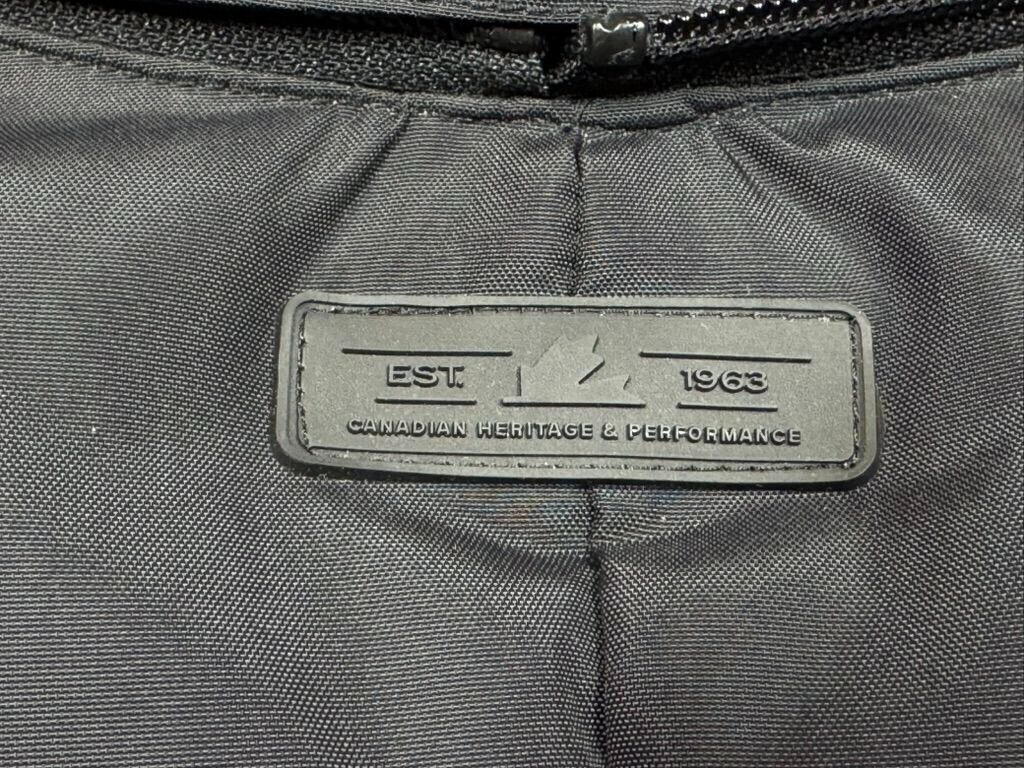 EST. 1963
CANADIAN HERITAGE & PERFORMANCE